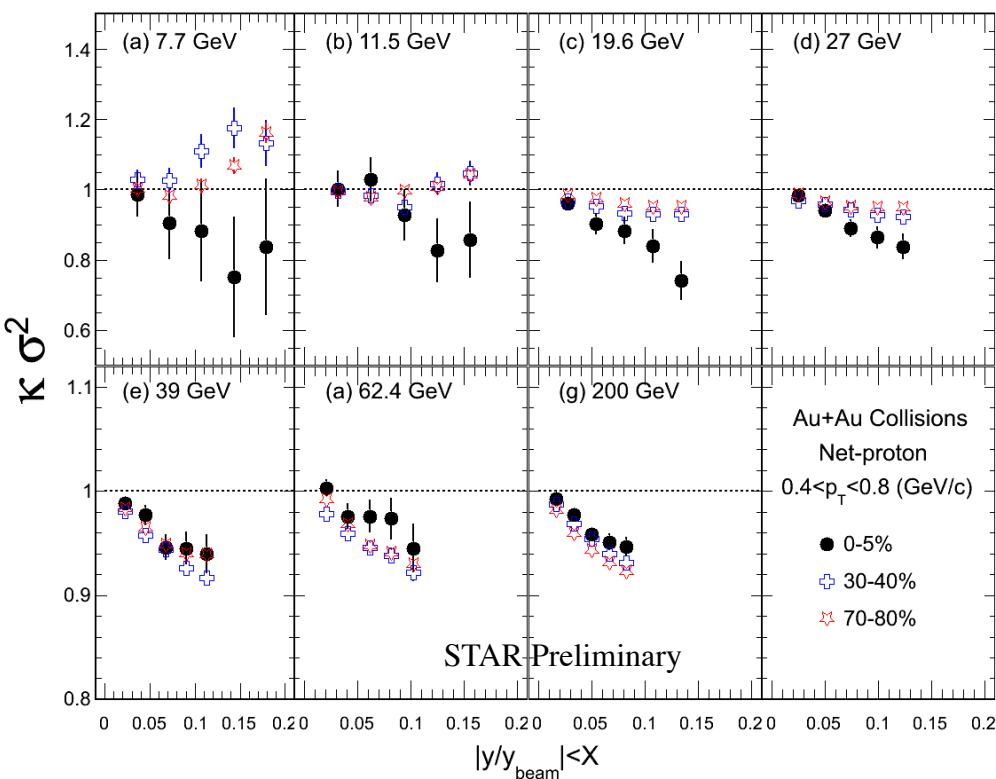 (a) 7.7 GeV
(b) 11.5 GeV
(c) 19.6 GeV
(d) 27 GeV
1.4
1.2
1
0.8
0.6
κ σ²
(e) 39 GeV
(a) 62.4 GeV
(g) 200 GeV
1.1
1
0.9
0.8
Au+Au Collisions
Net-proton
0.4<p_T<0.8 (GeV/c)
0-5%
30-40%
70-80%
STAR Preliminary
0 0.05 0.1 0.15 0.2 0 0.05 0.1 0.15 0.2 0 0.05 0.1 0.15 0.2 0 0.05 0.1 0.15 0.2
|y/y_beam|<X